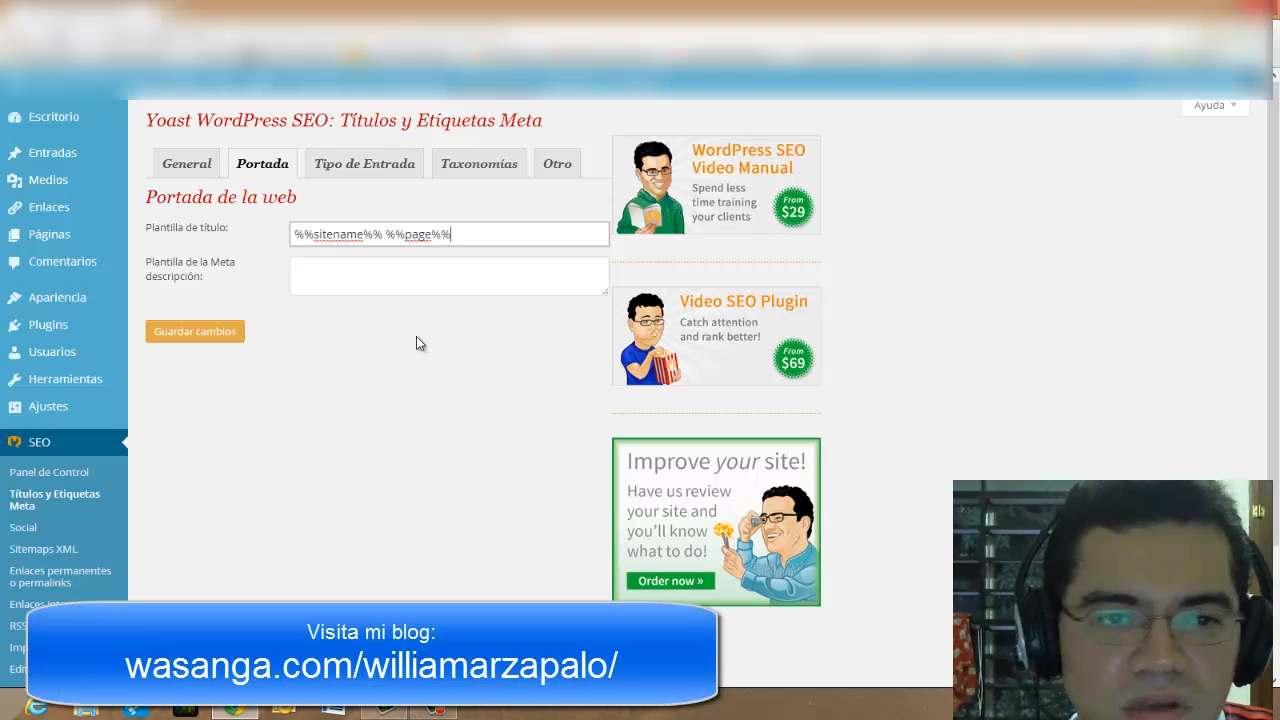 Ayuda
Escritorio
Entradas
Medios
Enlaces
Páginas
Comentarios
Apariencia
Plugins
Usuarios
Herramientas
Ajustes
SEO
Panel de Control
Títulos y Etiquetas
Meta
Social
Sitemaps XML
Enlaces permanentes
o permalinks
Enlaces
RSS
Yoast WordPress SEO: Títulos y Etiquetas Meta
General
Portada
Tipo de Entrada
Taxonomías
Otro
Portada de la web
Plantilla de título:
%%sitename%% %%page%%
Plantilla de la Meta
descripción:
Guardar cambios
WordPress SEO
Video Manual
Spend less
time training
your clients
From
$29
Video SEO Plugin
Catch attention
and rank better!
From
$69
Improve your site!
Have us review
your site and
you'll know
what to do!
Order now »
Visita mi blog:
wasanga.com/williamarzapalo/